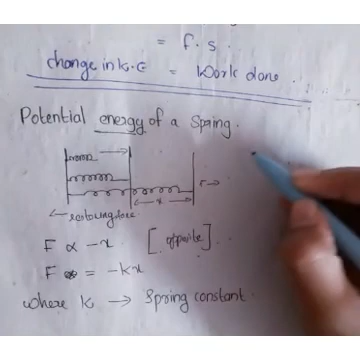 = F. s.
change in K.E = Work done.
Potential energy of a Spring.
x
F →
← restoring force
F ∝ -x. [opposite].
F = -kx
where K → Spring constant.